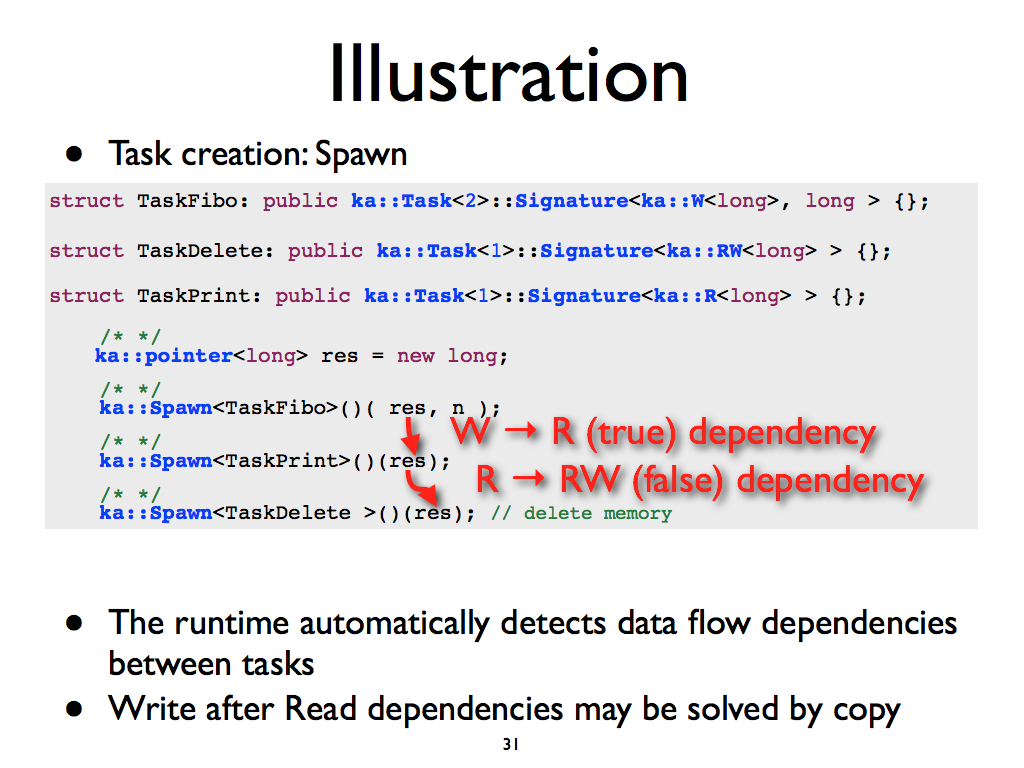 Illustration
• Task creation: Spawn
struct TaskFibo: public ka::Task<2>::Signature<ka::W<long>, long > {};
struct TaskDelete: public ka::Task<1>::Signature<ka::RW<long> > {};
struct TaskPrint: public ka::Task<1>::Signature<ka::R<long> > {};
/* */
ka::pointer<long> res = new long;
/* */
ka::Spawn<TaskFibo>()( res, n );
W → R (true) dependency
/* */
ka::Spawn<TaskPrint>()(res);
R → RW (false) dependency
/* */
ka::Spawn<TaskDelete >()(res); // delete memory
• The runtime automatically detects data flow dependencies
between tasks
• Write after Read dependencies may be solved by copy
31